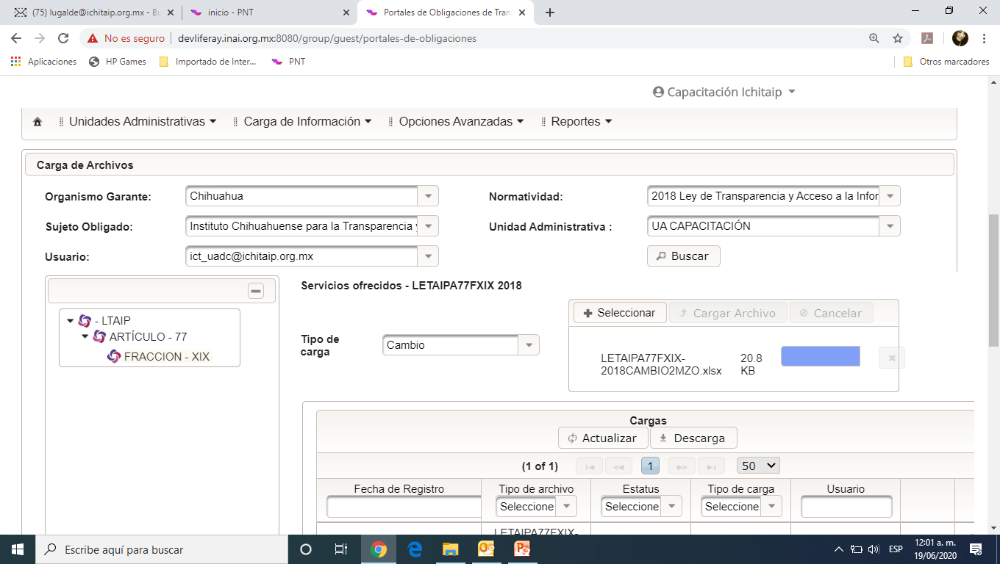 (75) lugalde@ichitaip.org.mx - Bu
inicio - PNT
Portales de Obligaciones de Tran
No es seguro
devliferay.inai.org.mx:8080/group/guest/portales-de-obligaciones
Aplicaciones
HP Games
Importado de Inter...
PNT
Otros marcadores
Capacitación Ichitaip
Unidades Administrativas
Carga de Información
Opciones Avanzadas
Reportes
Carga de Archivos
Organismo Garante:
Chihuahua
Normatividad:
2018 Ley de Transparencia y Acceso a la Infor
Sujeto Obligado:
Instituto Chihuahuense para la Transparencia y
Unidad Administrativa :
UA CAPACITACIÓN
Usuario:
ict_uadc@ichitaip.org.mx
Buscar
- LTAIP
ARTÍCULO - 77
FRACCION - XIX
Servicios ofrecidos - LETAIPA77FXIX 2018
Seleccionar
Cargar Archivo
Cancelar
Tipo de
carga
Cambio
LETAIPA77FXIX-
2018CAMBIO2MZO.xlsx
20.8
KB
Cargas
Actualizar
Descarga
(1 of 1)
1
50
Fecha de Registro
Tipo de archivo
Estatus
Tipo de carga
Usuario
Seleccione
Seleccione
Seleccione
LETAIPA77FXIX-
Escribe aquí para buscar
ESP
12:01 a. m.
19/06/2020